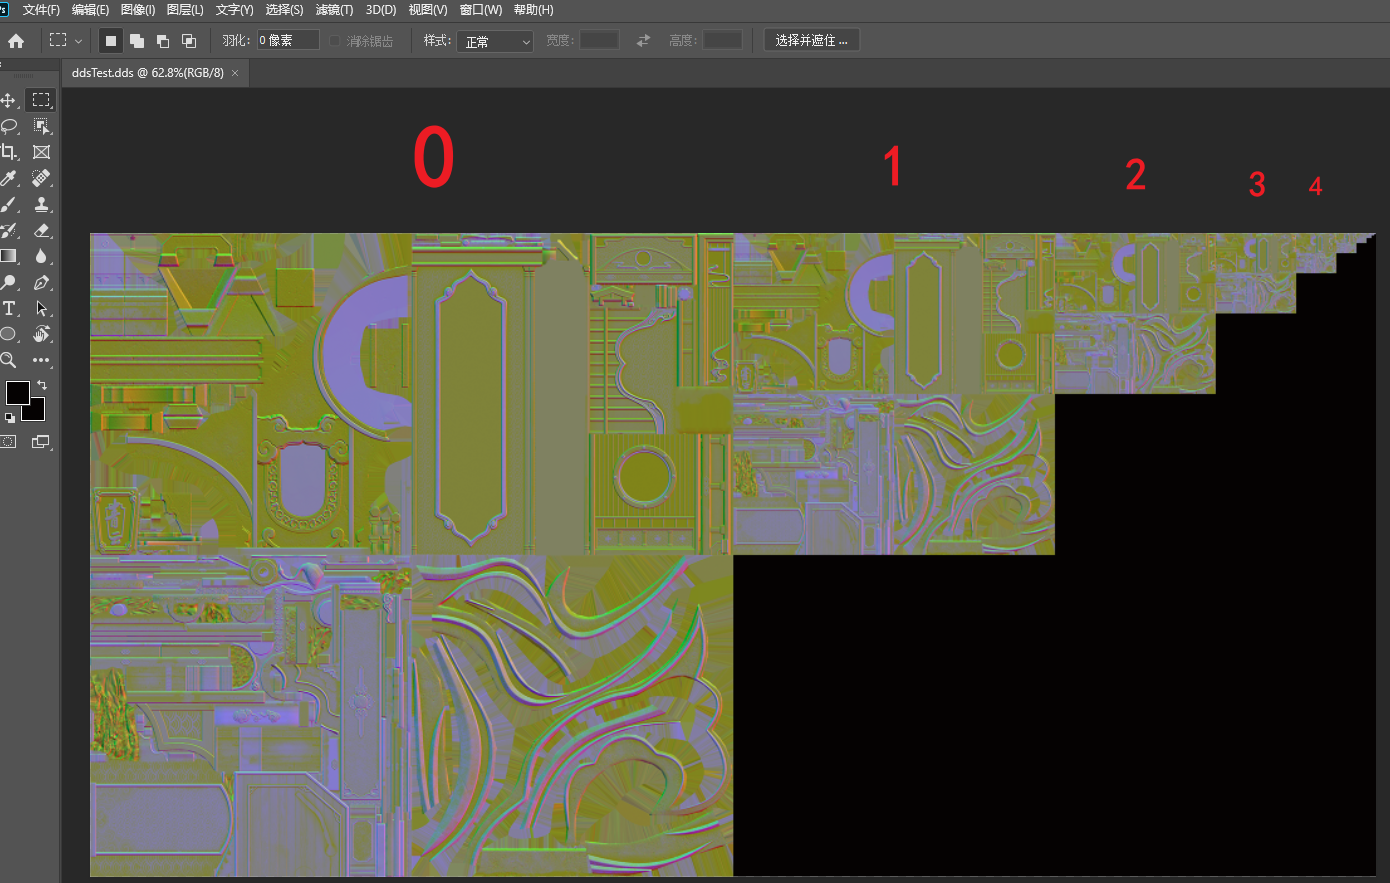 文件(F) 编辑(E) 图像(I) 图层(L) 文字(Y) 选择(S) 滤镜(T) 3D(D) 视图(V) 窗口(W) 帮助(H)
羽化: 0 像素 消除锯齿 样式: 正常 宽度: 高度: 选择并遮住 ...
ddsTest.dds @ 62.8%(RGB/8) ×
0 1 2 3 4